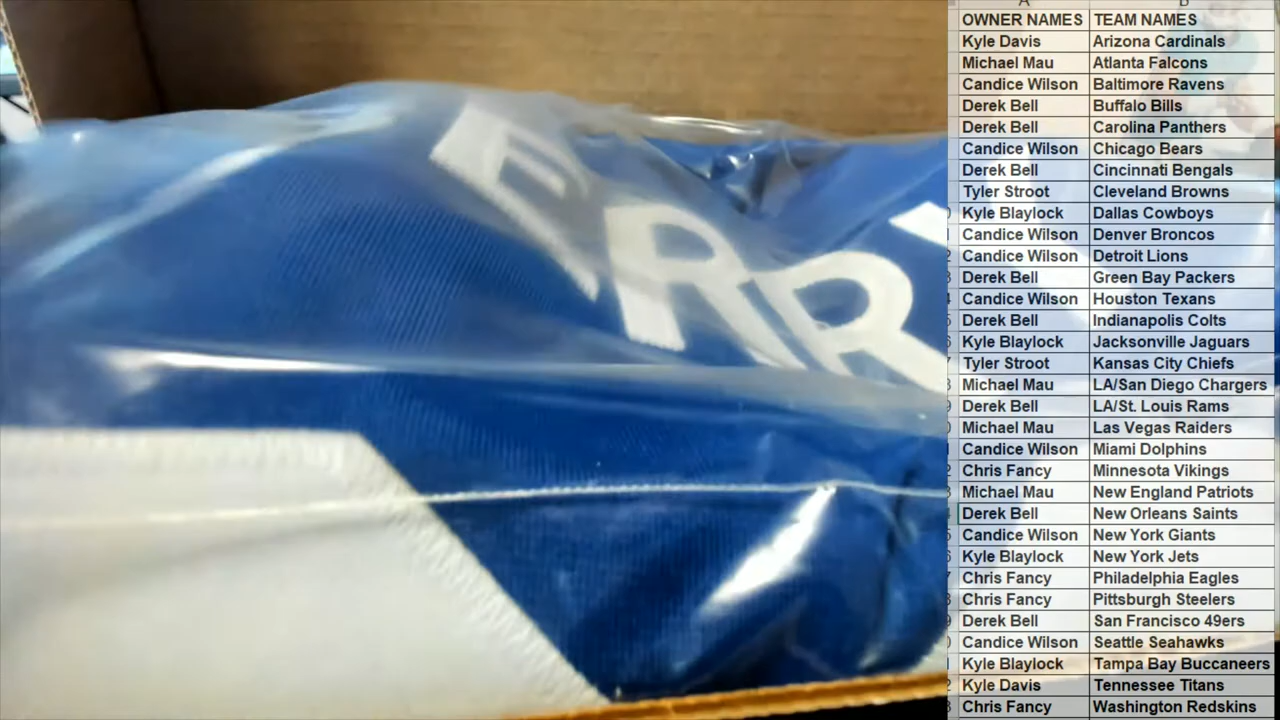 ERR
OWNER NAMES TEAM NAMES
Kyle Davis Arizona Cardinals
Michael Mau Atlanta Falcons
Candice Wilson Baltimore Ravens
Derek Bell Buffalo Bills
Derek Bell Carolina Panthers
Candice Wilson Chicago Bears
Derek Bell Cincinnati Bengals
Tyler Stroot Cleveland Browns
Kyle Blaylock Dallas Cowboys
Candice Wilson Denver Broncos
Candice Wilson Detroit Lions
Derek Bell Green Bay Packers
Candice Wilson Houston Texans
Derek Bell Indianapolis Colts
Kyle Blaylock Jacksonville Jaguars
Tyler Stroot Kansas City Chiefs
Michael Mau LA/San Diego Chargers
Derek Bell LA/St. Louis Rams
Michael Mau Las Vegas Raiders
Candice Wilson Miami Dolphins
Chris Fancy Minnesota Vikings
Michael Mau New England Patriots
Derek Bell New Orleans Saints
Candice Wilson New York Giants
Kyle Blaylock New York Jets
Chris Fancy Philadelphia Eagles
Chris Fancy Pittsburgh Steelers
Derek Bell San Francisco 49ers
Candice Wilson Seattle Seahawks
Kyle Blaylock Tampa Bay Buccaneers
Kyle Davis Tennessee Titans
Chris Fancy Washington Redskins